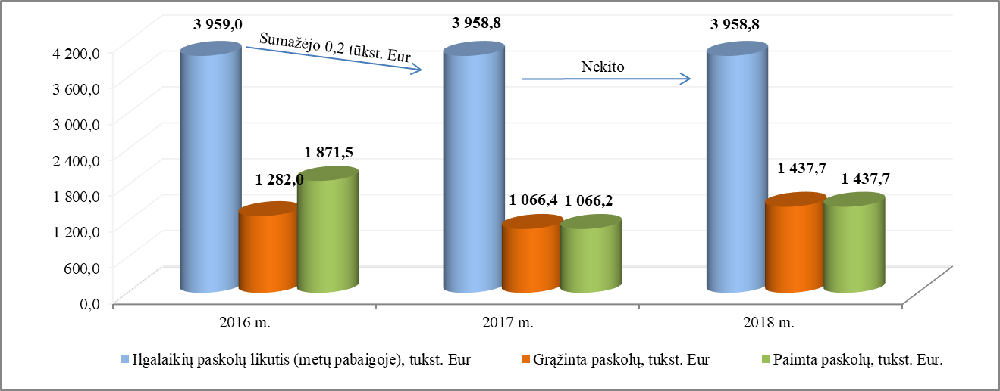 3 959,0
3 958,8
3 958,8
Sumažėjo 0,2 tūkst. Eur
Nekito
4 200,0
3 600,0
3 000,0
2 400,0
1 800,0
1 200,0
600,0
0,0
1 282,0
1 871,5
1 066,4
1 066,2
1 437,7
1 437,7
2016 m.
2017 m.
2018 m.
Ilgalaikių paskolų likutis (metų pabaigoje), tūkst. Eur
Grąžinta paskolų, tūkst. Eur
Paimta paskolų, tūkst. Eur.